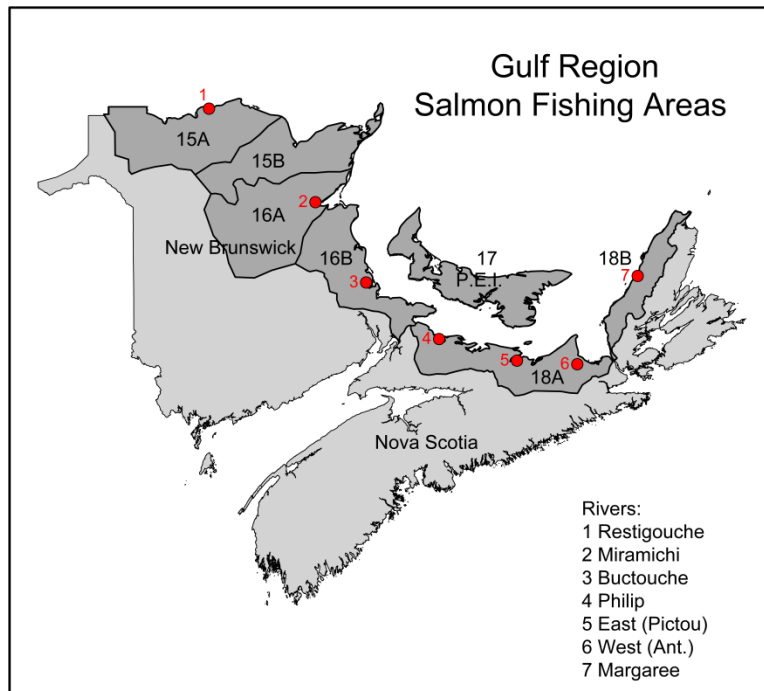 Gulf Region
Salmon Fishing Areas
1
15A
15B
2
16A
New Brunswick
16B
3
17
P.E.I.
18B
7
4
5
6
18A
Nova Scotia
Rivers:
1 Restigouche
2 Miramichi
3 Buctouche
4 Philip
5 East (Pictou)
6 West (Ant.)
7 Margaree